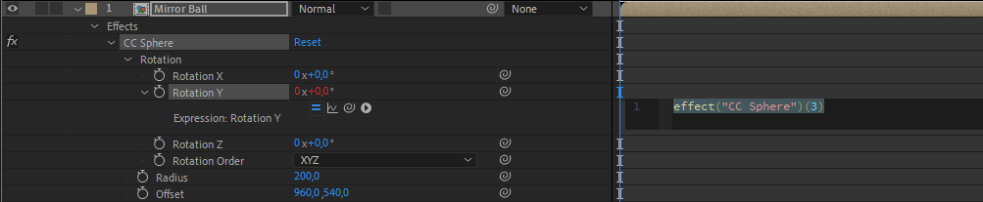 1 Mirror Ball Normal None
Effects
fx CC Sphere Reset
Rotation
Rotation X 0x+0,0°
Rotation Y 0x+0,0°
Expression: Rotation Y 1 effect("CC Sphere")(3)
Rotation Z 0x+0,0°
Rotation Order XYZ
Radius 200,0
Offset 960,0,540,0